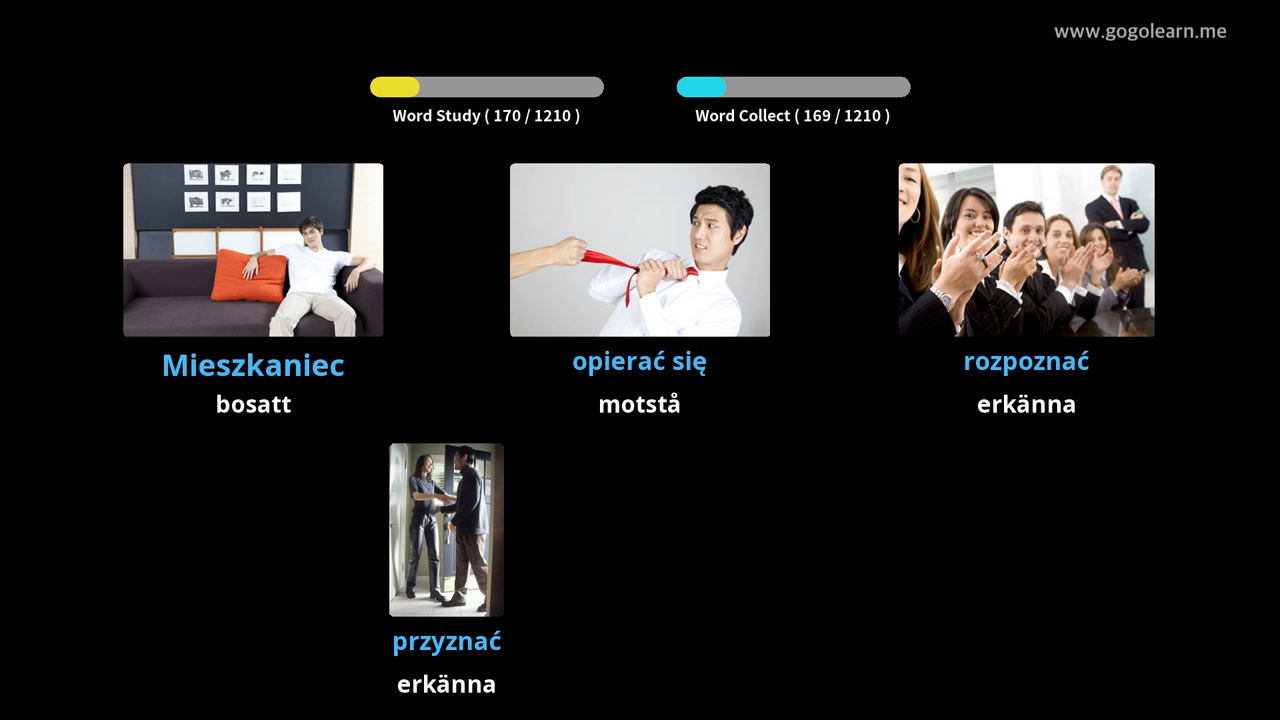 www.gogolearn.me
Word Study ( 170 / 1210 )
Word Collect ( 169 / 1210 )
Mieszkaniec
bosatt
opierać się
motstå
rozpoznać
erkänna
przyznać
erkänna